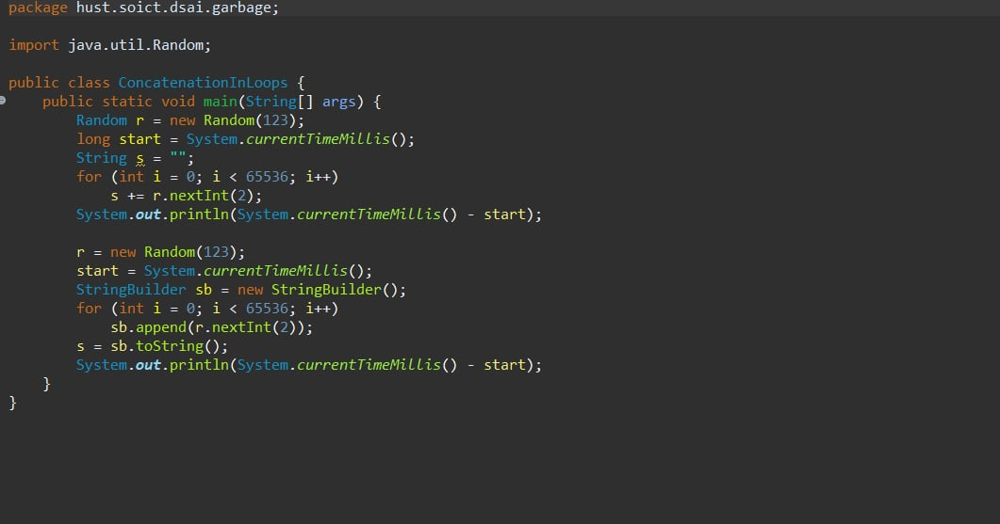 package hust.soict.dsai.garbage;
import java.util.Random;
public class ConcatenationInLoops {
    public static void main(String[] args) {
        Random r = new Random(123);
        long start = System.currentTimeMillis();
        String s = "";
        for (int i = 0; i < 65536; i++)
            s += r.nextInt(2);
        System.out.println(System.currentTimeMillis() - start);
        r = new Random(123);
        start = System.currentTimeMillis();
        StringBuilder sb = new StringBuilder();
        for (int i = 0; i < 65536; i++)
            sb.append(r.nextInt(2));
        s = sb.toString();
        System.out.println(System.currentTimeMillis() - start);
    }
}